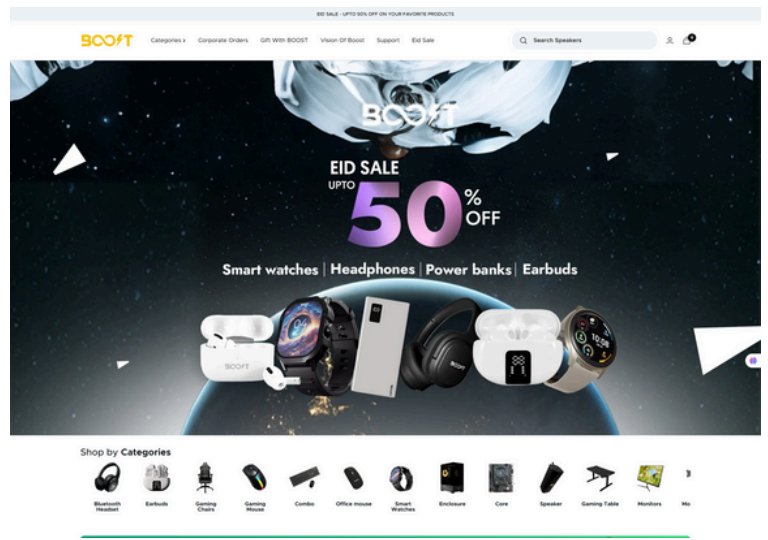 EID SALE - UPTO 50% OFF ON YOUR FAVORITE PRODUCTS
BOOST
Categories
Corporate Orders
Gift With BOOST
Vision Of Boost
Support
Eid Sale
Search Speakers
BOOST
EID SALE
UPTO
50% OFF
Smart watches | Headphones | Power banks | Earbuds
BOOST
10:58
BOOST
Shop by Categories
Bluetooth Headset
Earbuds
Gaming Chairs
Gaming Mouse
Combo
Office mouse
Smart Watches
Enclosure
Core
Speaker
Gaming Table
Monitors
Mo